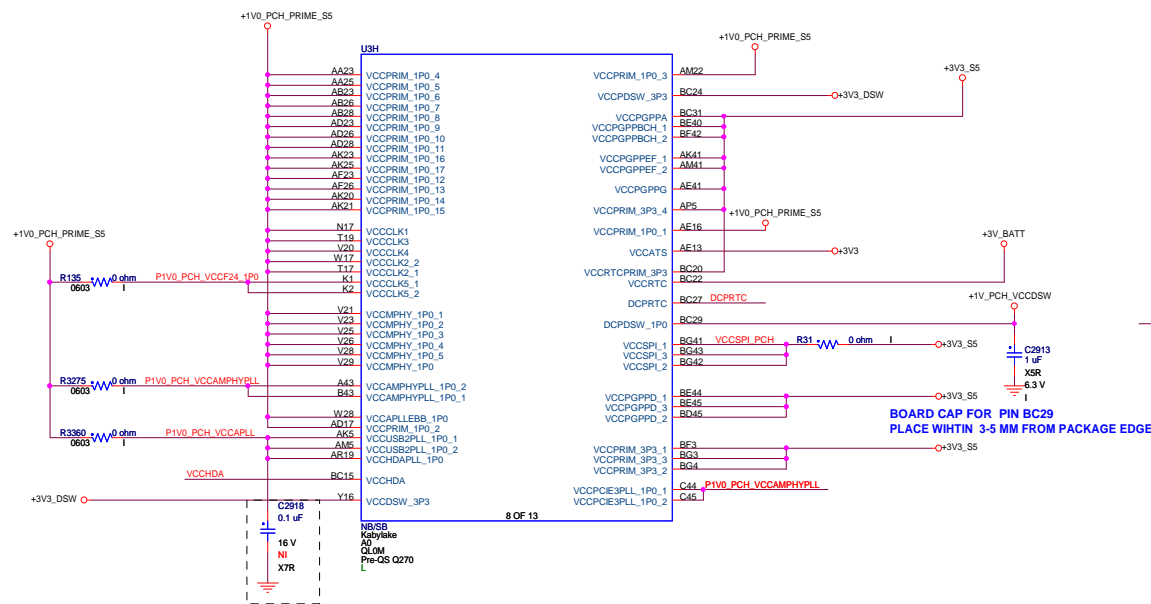 +1V0_PCH_PRIME_S5
U3H
+1V0_PCH_PRIME_S5
+3V3_S5
AA23 VCCPRIM_1P0_4
AA25 VCCPRIM_1P0_5
AB23 VCCPRIM_1P0_6
AB26 VCCPRIM_1P0_7
AB28 VCCPRIM_1P0_8
AD23 VCCPRIM_1P0_9
AD26 VCCPRIM_1P0_10
AD28 VCCPRIM_1P0_11
AK23 VCCPRIM_1P0_16
AK25 VCCPRIM_1P0_17
AF23 VCCPRIM_1P0_12
AF26 VCCPRIM_1P0_13
AK20 VCCPRIM_1P0_14
AK21 VCCPRIM_1P0_15
N17 VCCCLK1
T19 VCCCLK3
V20 VCCCLK4
W17 VCCCLK2_2
T17 VCCCLK2_1
K1 VCCCLK5_1
K2 VCCCLK5_2
+1V0_PCH_PRIME_S5
R135 0 ohm P1V0_PCH_VCCF24_1P0
0603 I
V21 VCCMPHY_1P0_1
V23 VCCMPHY_1P0_2
V25 VCCMPHY_1P0_3
V26 VCCMPHY_1P0_4
V28 VCCMPHY_1P0_5
V29 VCCMPHY_1P0
R3275 0 ohm P1V0_PCH_VCCAMPHYPLL
0603 I
A43 VCCAMPHYPLL_1P0_2
B43 VCCAMPHYPLL_1P0_1
W28 VCCAPLLEBB_1P0
AD17 VCCPRIM_1P0_2
R3360 0 ohm P1V0_PCH_VCCAPLL
0603 I
AK5 VCCUSB2PLL_1P0_1
AM5 VCCUSB2PLL_1P0_2
AR19 VCCHDAPLL_1P0
VCCHDA BC15 VCCHDA
+3V3_DSW Y16 VCCDSW_3P3
C2918
0.1 uF
16 V
NI
X7R
VCCPRIM_1P0_3 AM22
VCCPDSW_3P3 BC24 +3V3_DSW
VCCPGPPA BC31
VCCPGPPBCH_1 BE40
VCCPGPPBCH_2 BF42
VCCPGPPEF_1 AK41
VCCPGPPEF_2 AM41
VCCPGPPG AE41
VCCPRIM_3P3_4 AP5
+1V0_PCH_PRIME_S5
VCCPRIM_1P0_1 AE16
VCCATS AE13 +3V3
+3V_BATT
VCCRTCPRIM_3P3 BC20
VCCRTC BC22
DCPRTC BC27 DCPRTC
+1V_PCH_VCCDSW
DCPDSW_1P0 BC29
VCCSPI_1 BG41 VCCSPI_PCH R31 0 ohm I +3V3_S5
VCCSPI_3 BG43
VCCSPI_2 BG42
C2913
1 uF
X5R
6.3 V
I
VCCPGPPD_1 BE44 +3V3_S5
VCCPGPPD_3 BE45
VCCPGPPD_2 BD45
BOARD CAP FOR PIN BC29
PLACE WIHTIN 3-5 MM FROM PACKAGE EDGE
VCCPRIM_3P3_1 BF3 +3V3_S5
VCCPRIM_3P3_3 BG3
VCCPRIM_3P3_2 BG4
VCCPCIE3PLL_1P0_1 C44 P1V0_PCH_VCCAMPHYPLL
VCCPCIE3PLL_1P0_2 C45
8 OF 13
NB/SB
Kabylake
A0
QL0M
Pre-QS Q270
L